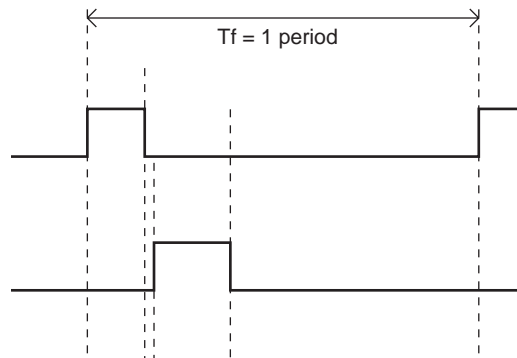 Tf = 1 period